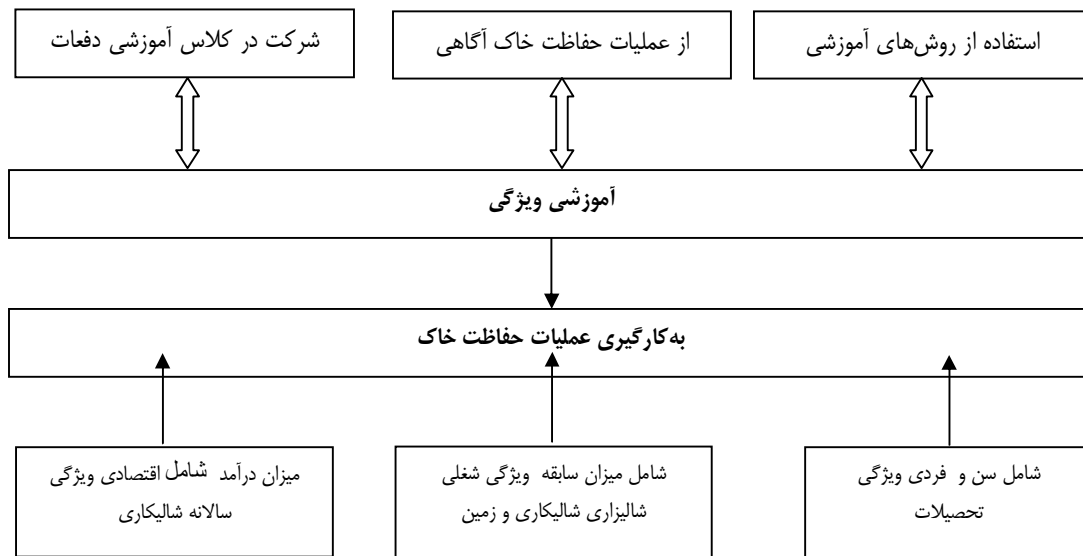 استفاده از روش‌های آموزشی
از عملیات حفاظت خاک آگاهی
شرکت در کلاس آموزشی دفعات
آموزشی ویژگی
به‌کارگیری عملیات حفاظت خاک
شامل سن و فردی ویژگی
تحصیلات
شامل میزان سابقه ویژگی شغلی
شالیزاری شالیکاری و زمین
میزان درآمد شامل اقتصادی ویژگی
سالانه شالیکاری